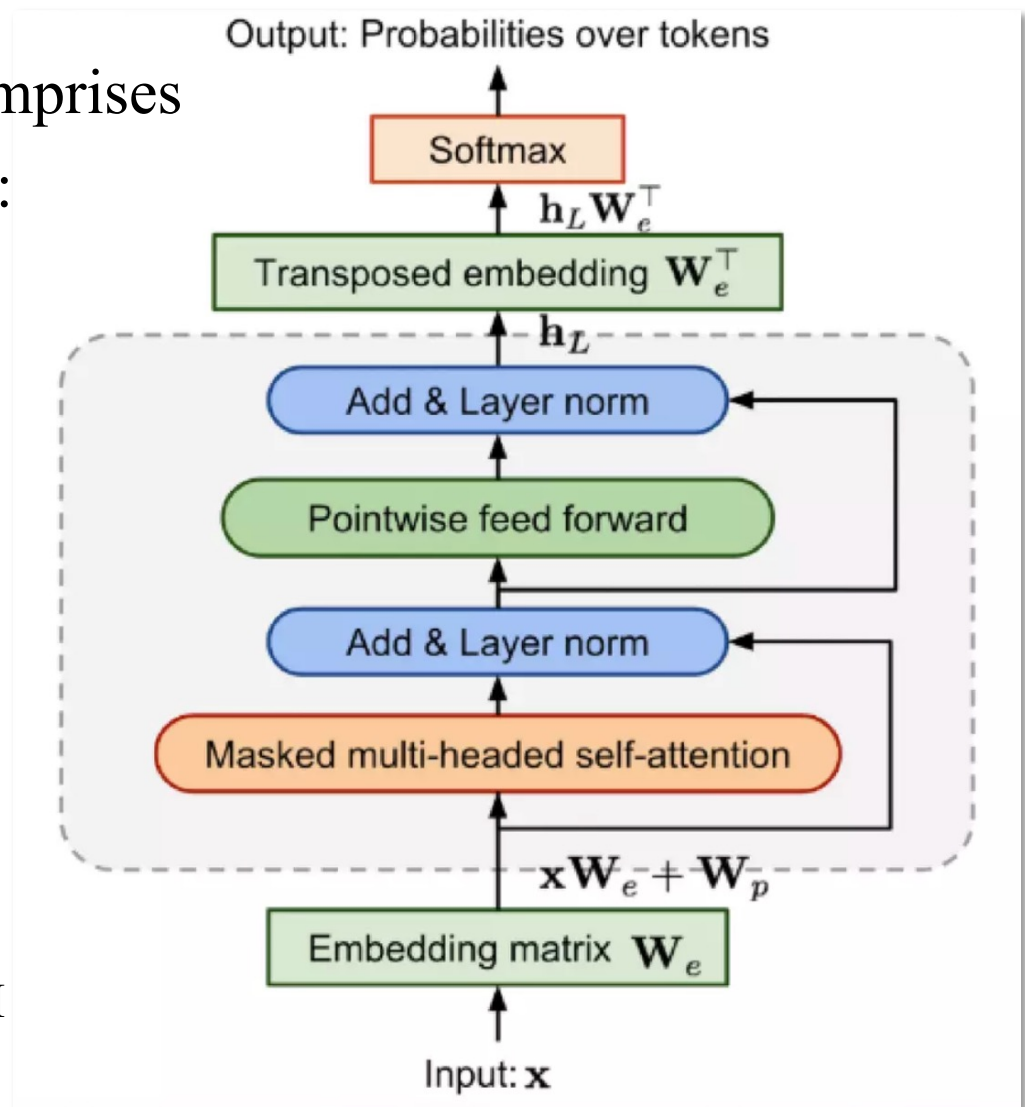 Output: Probabilities over tokens
mprises
Softmax
:
h_L W_e^⊤
Transposed embedding W_e^⊤
h_L
Add & Layer norm
Pointwise feed forward
Add & Layer norm
Masked multi-headed self-attention
xW_e + W_p
Embedding matrix W_e
Input: x